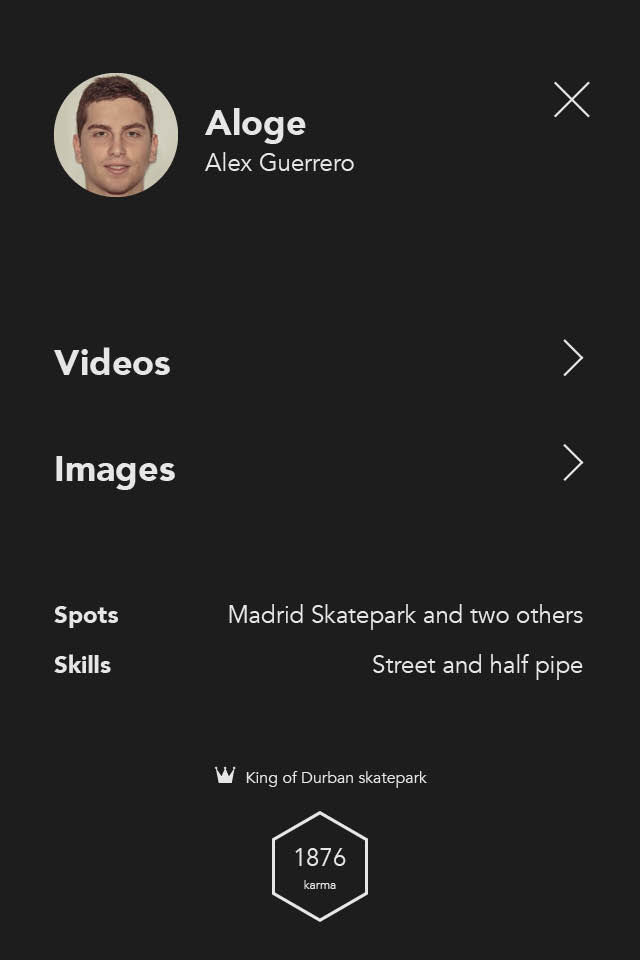 Aloge
Alex Guerrero
Videos
Images
Spots Madrid Skatepark and two others
Skills Street and half pipe
King of Durban skatepark
1876
karma